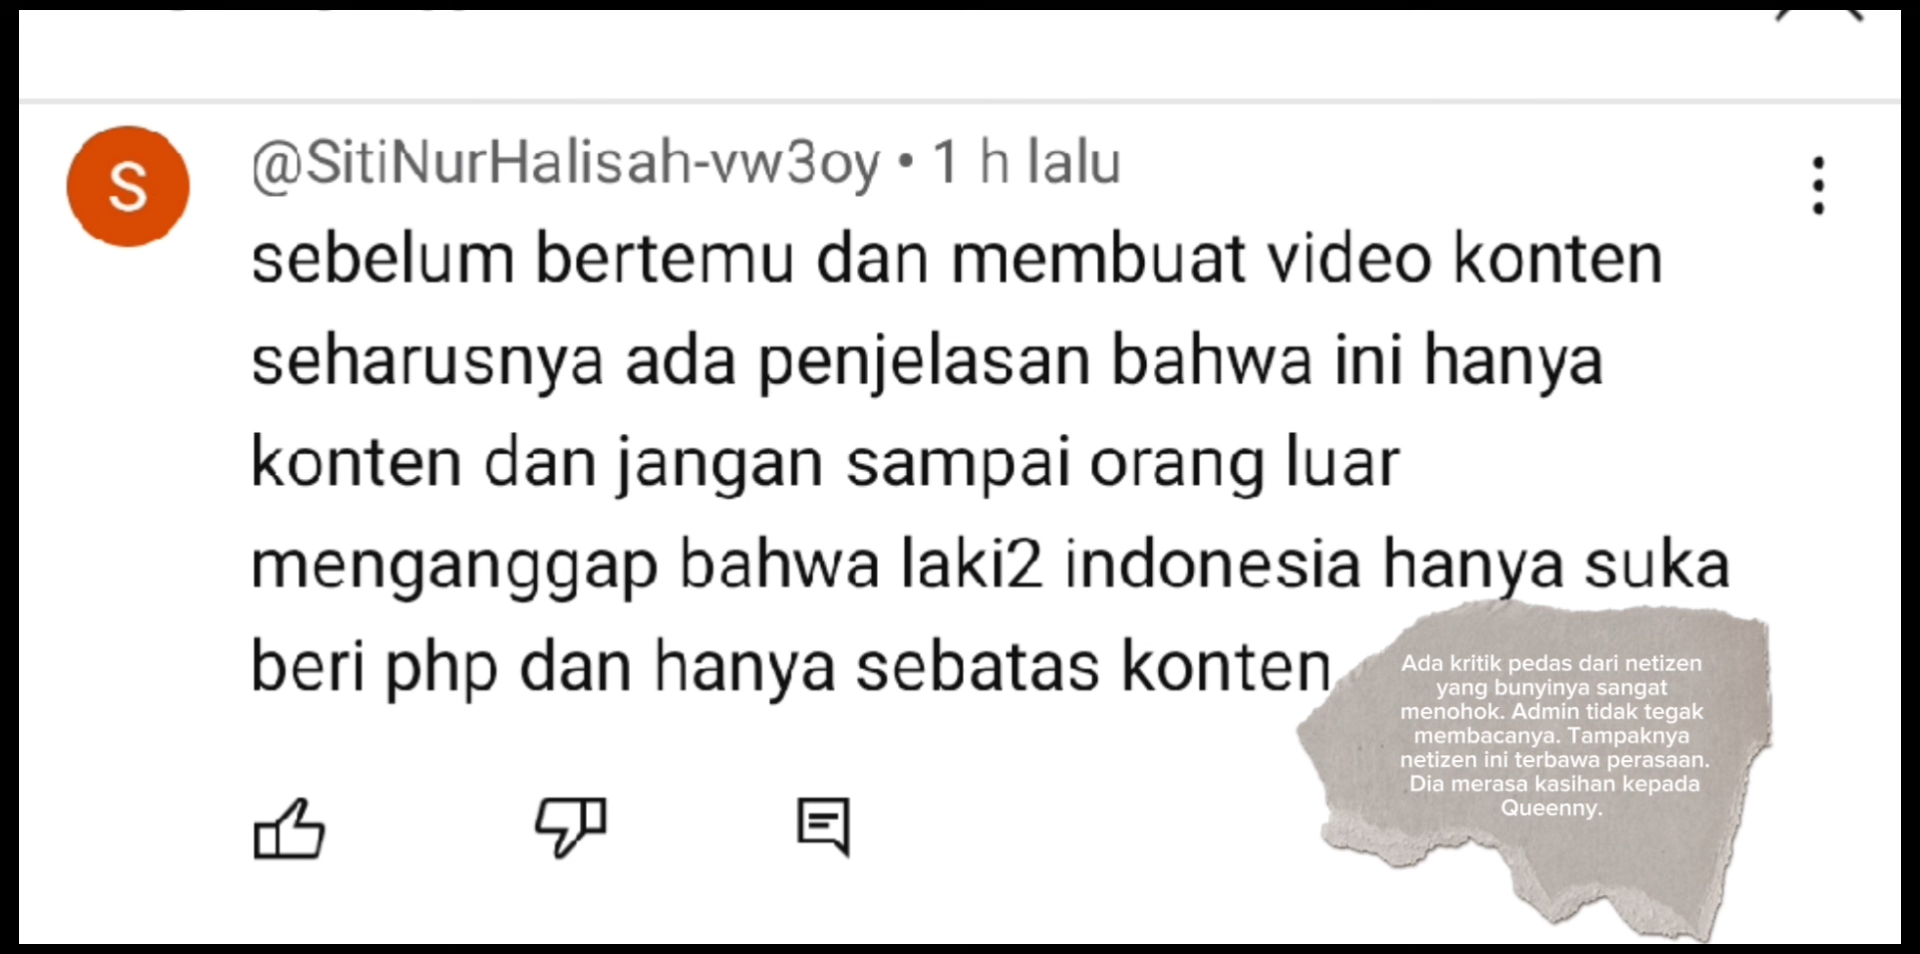 S
@SitiNurHalisah-vw3oy • 1 h lalu
sebelum bertemu dan membuat video konten
seharusnya ada penjelasan bahwa ini hanya
konten dan jangan sampai orang luar
menganggap bahwa laki2 indonesia hanya suka
beri php dan hanya sebatas konten
Ada kritik pedas dari netizen
yang bunyinya sangat
menohok. Admin tidak tegak
membacanya. Tampaknya
netizen ini terbawa perasaan.
Dia merasa kasihan kepada
Queenny.